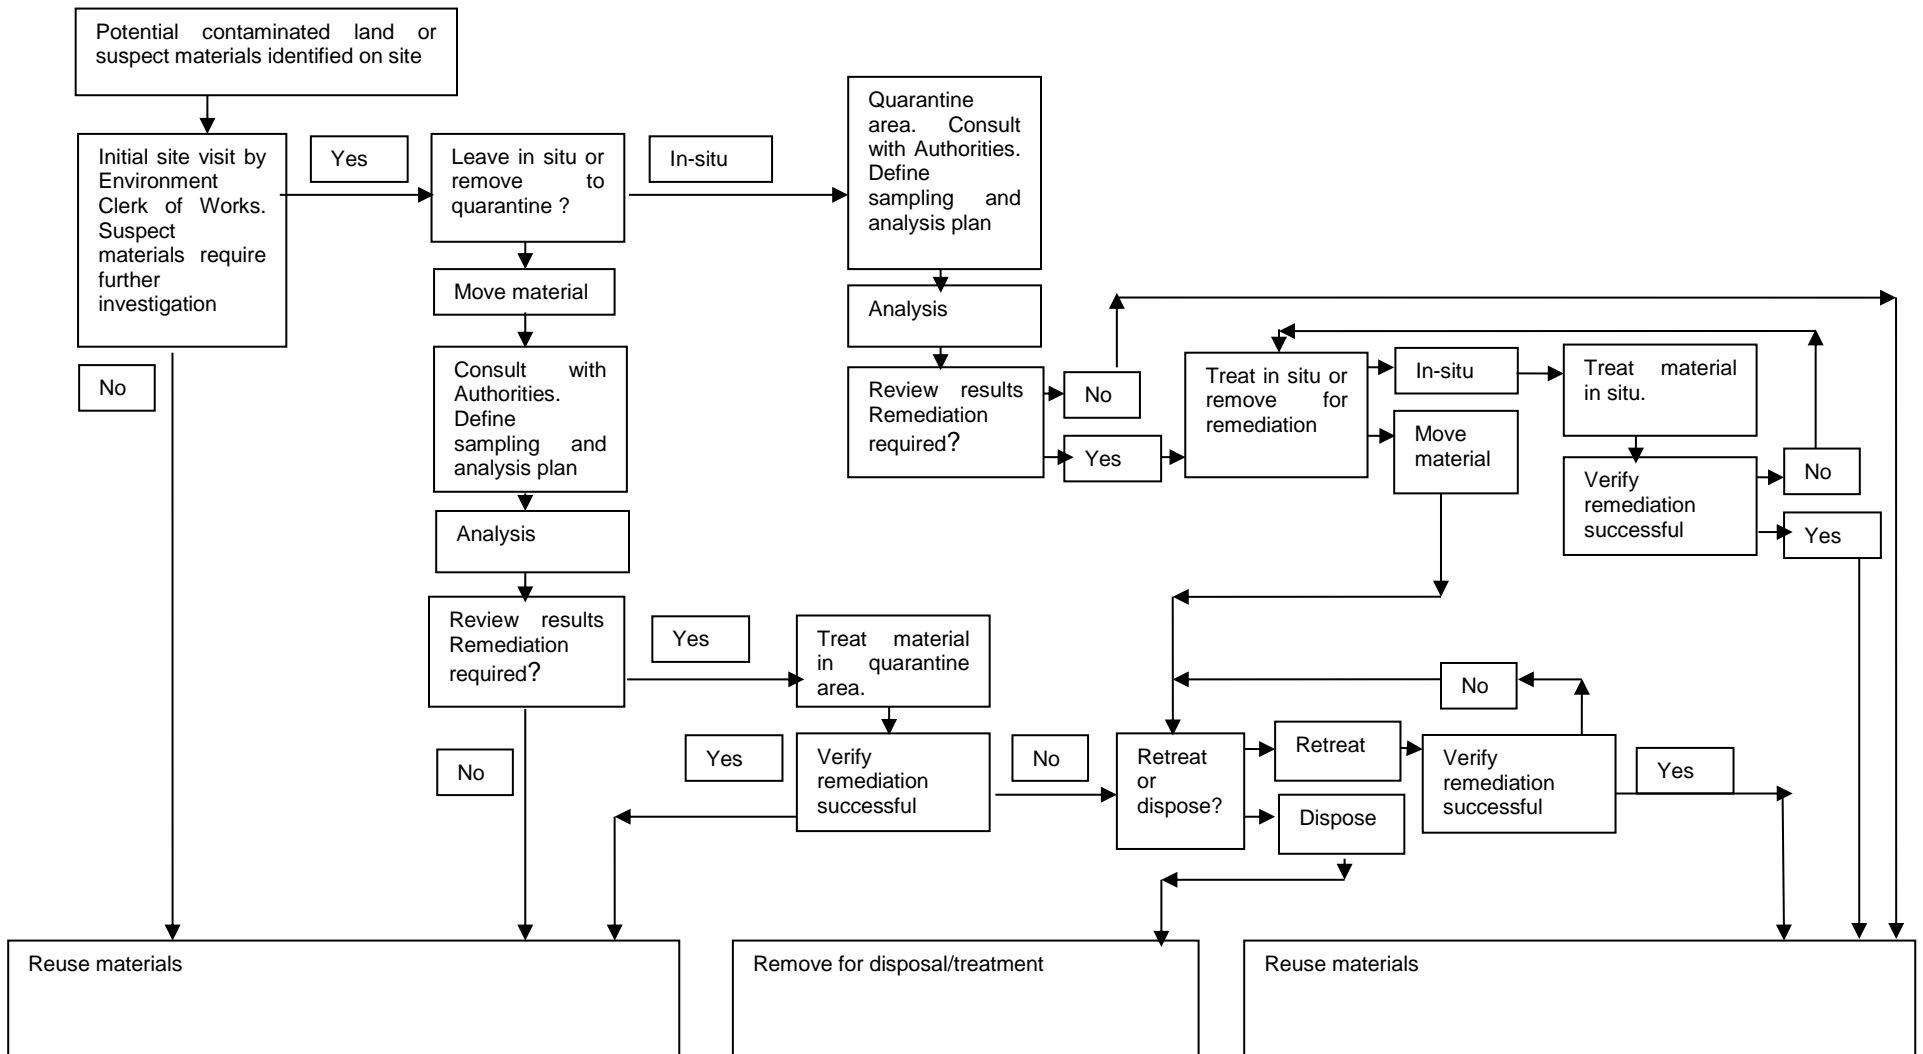 Potential contaminated land or
suspect materials identified on site
Initial site visit by
Environment
Clerk of Works.
Suspect
materials require
further
investigation
Yes
No
Leave in situ or
remove to
quarantine ?
In-situ
Move material
Consult with
Authorities.
Define
sampling and
analysis plan
Analysis
Review results
Remediation
required?
Yes
No
Quarantine
area. Consult
with Authorities.
Define
sampling and
analysis plan
Analysis
Review results
Remediation
required?
No
Yes
Treat in situ or
remove for
remediation
In-situ
Move
material
Treat material
in situ.
Verify
remediation
successful
No
Yes
Treat material
in quarantine
area.
Yes
Verify
remediation
successful
No
Retreat
or
dispose?
Retreat
Dispose
No
Verify
remediation
successful
Yes
Reuse materials
Remove for disposal/treatment
Reuse materials